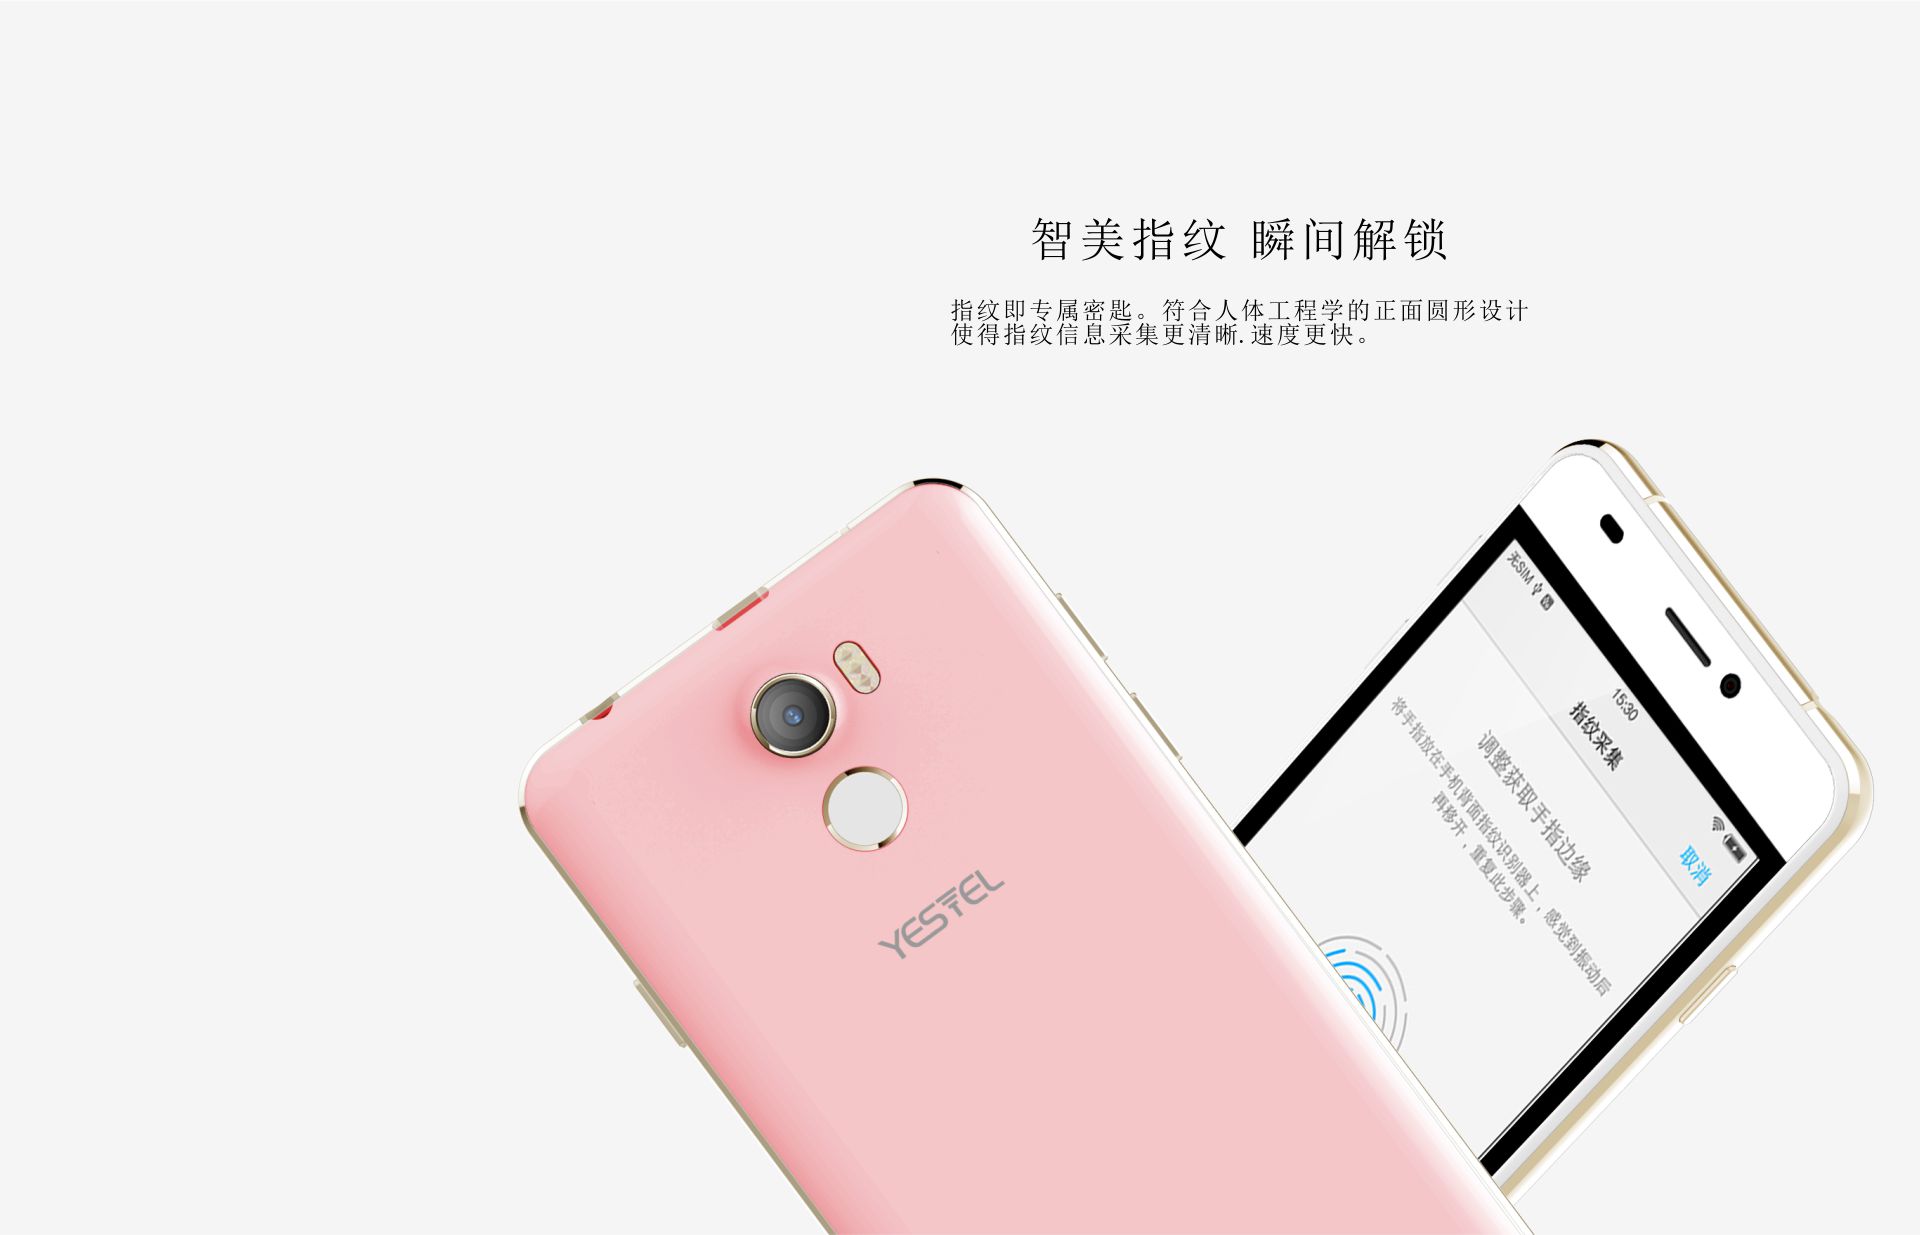 智美指纹 瞬间解锁
指纹即专属密匙。符合人体工程学的正面圆形设计
使得指纹信息采集更清晰.速度更快。
YESTEL
无SIM
15:30
指纹采集
取消
调整获取手指边缘
将手指放在手机背面指纹识别器上，感觉到振动后
再移开，重复此步骤。